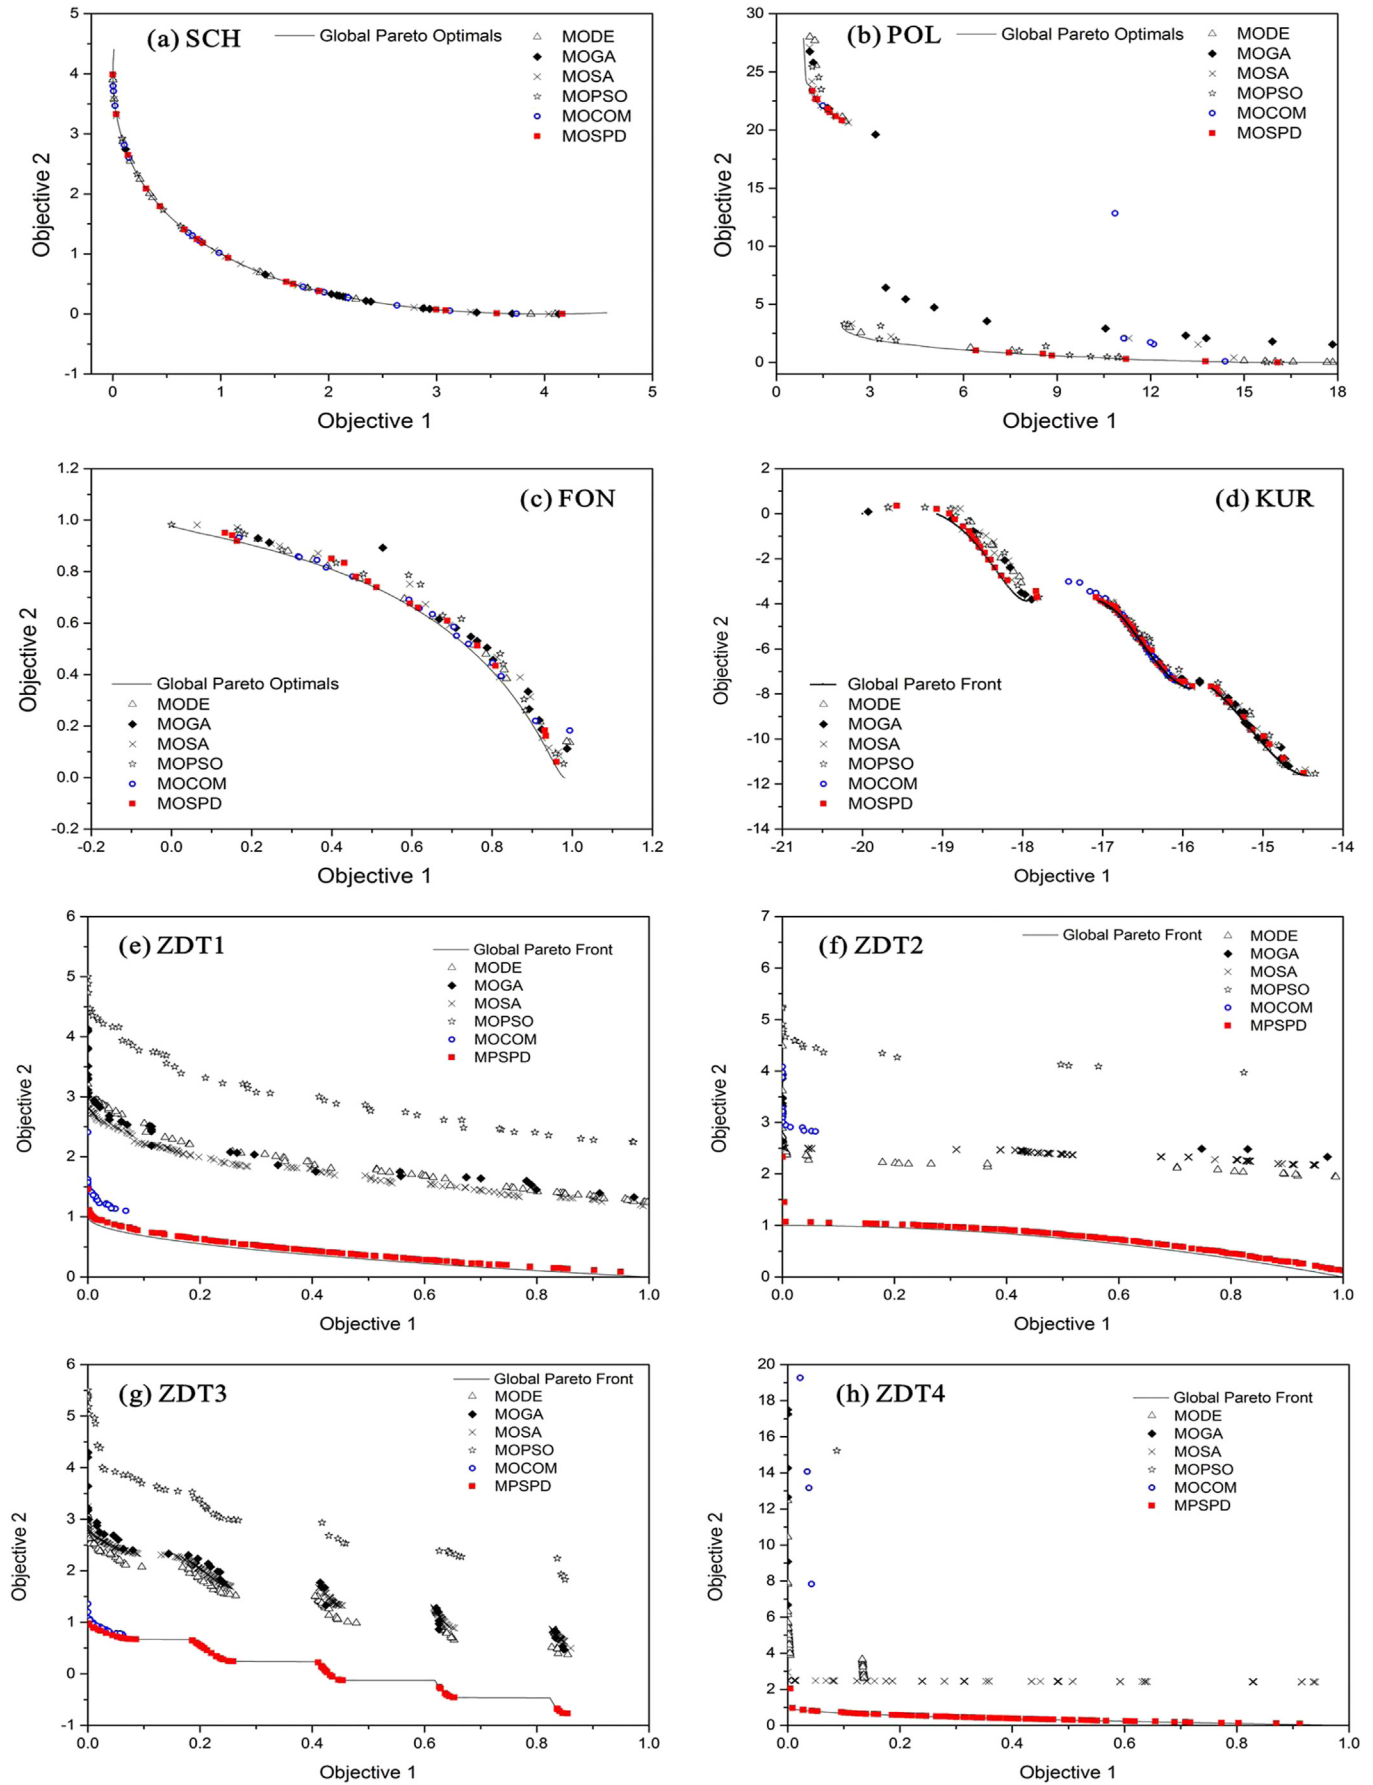 (a) SCH
Global Pareto Optimals
MODE
MOGA
MOSA
MOPSO
MOCOM
MOSPD
5
4
3
2
1
0
-1
0 1 2 3 4 5
Objective 2
Objective 1
(b) POL
Global Pareto Optimals
MODE
MOGA
MOSA
MOPSO
MOCOM
MOSPD
30
25
20
15
10
5
0
0 3 6 9 12 15 18
Objective 2
Objective 1
(c) FON
Global Pareto Optimals
MODE
MOGA
MOSA
MOPSO
MOCOM
MOSPD
1.2
1.0
0.8
0.6
0.4
0.2
0.0
-0.2
-0.2 0.0 0.2 0.4 0.6 0.8 1.0 1.2
Objective 2
Objective 1
(d) KUR
Global Pareto Front
MODE
MOGA
MOSA
MOPSO
MOCOM
MOSPD
2
0
-2
-4
-6
-8
-10
-12
-14
-21 -20 -19 -18 -17 -16 -15 -14
Objective 2
Objective 1
(e) ZDT1
Global Pareto Front
MODE
MOGA
MOSA
MOPSO
MOCOM
MPSPD
6
5
4
3
2
1
0
0.0 0.2 0.4 0.6 0.8 1.0
Objective 2
Objective 1
(f) ZDT2
Global Pareto Front
MODE
MOGA
MOSA
MOPSO
MOCOM
MPSPD
7
6
5
4
3
2
1
0
0.0 0.2 0.4 0.6 0.8 1.0
Objective 2
Objective 1
(g) ZDT3
Global Pareto Front
MODE
MOGA
MOSA
MOPSO
MOCOM
MPSPD
6
5
4
3
2
1
0
-1
0.0 0.2 0.4 0.6 0.8 1.0
Objective 2
Objective 1
(h) ZDT4
Global Pareto Front
MODE
MOGA
MOSA
MOPSO
MOCOM
MPSPD
20
18
16
14
12
10
8
6
4
2
0
0.0 0.2 0.4 0.6 0.8 1.0
Objective 2
Objective 1